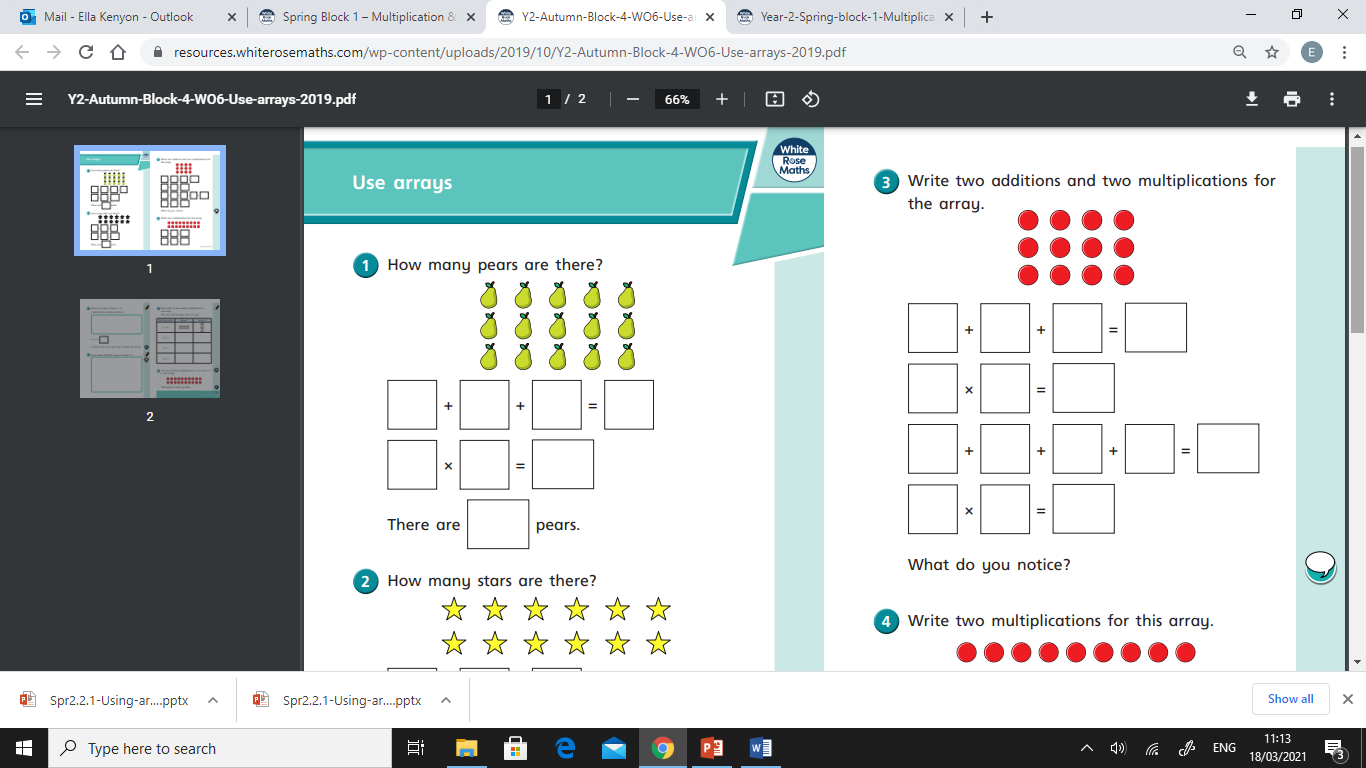 Mail - Ella Kenyon - Outlook
Spring Block 1 – Multiplication &
Y2-Autumn-Block-4-WO6-Use-a
Year-2-Spring-block-1-Multiplica
resources.whiterosemaths.com/wp-content/uploads/2019/10/Y2-Autumn-Block-4-WO6-Use-arrays-2019.pdf
E
Y2-Autumn-Block-4-WO6-Use-arrays-2019.pdf
1 / 2
66%
1
2
Use arrays
White
Rose
Maths
1 How many pears are there?
+ + =
× =
There are pears.
2 How many stars are there?
3 Write two additions and two multiplications for
the array.
+ + =
× =
+ + + =
× =
What do you notice?
4 Write two multiplications for this array.
Spr2.2.1-Using-ar....pptx
Spr2.2.1-Using-ar....pptx
Show all
Type here to search
ENG
11:13
18/03/2021
3